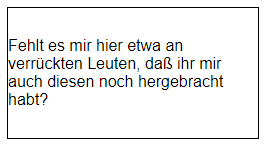 Fehlt es mir hier etwa an
verrückten Leuten, daß ihr mir
auch diesen noch hergebracht
habt?